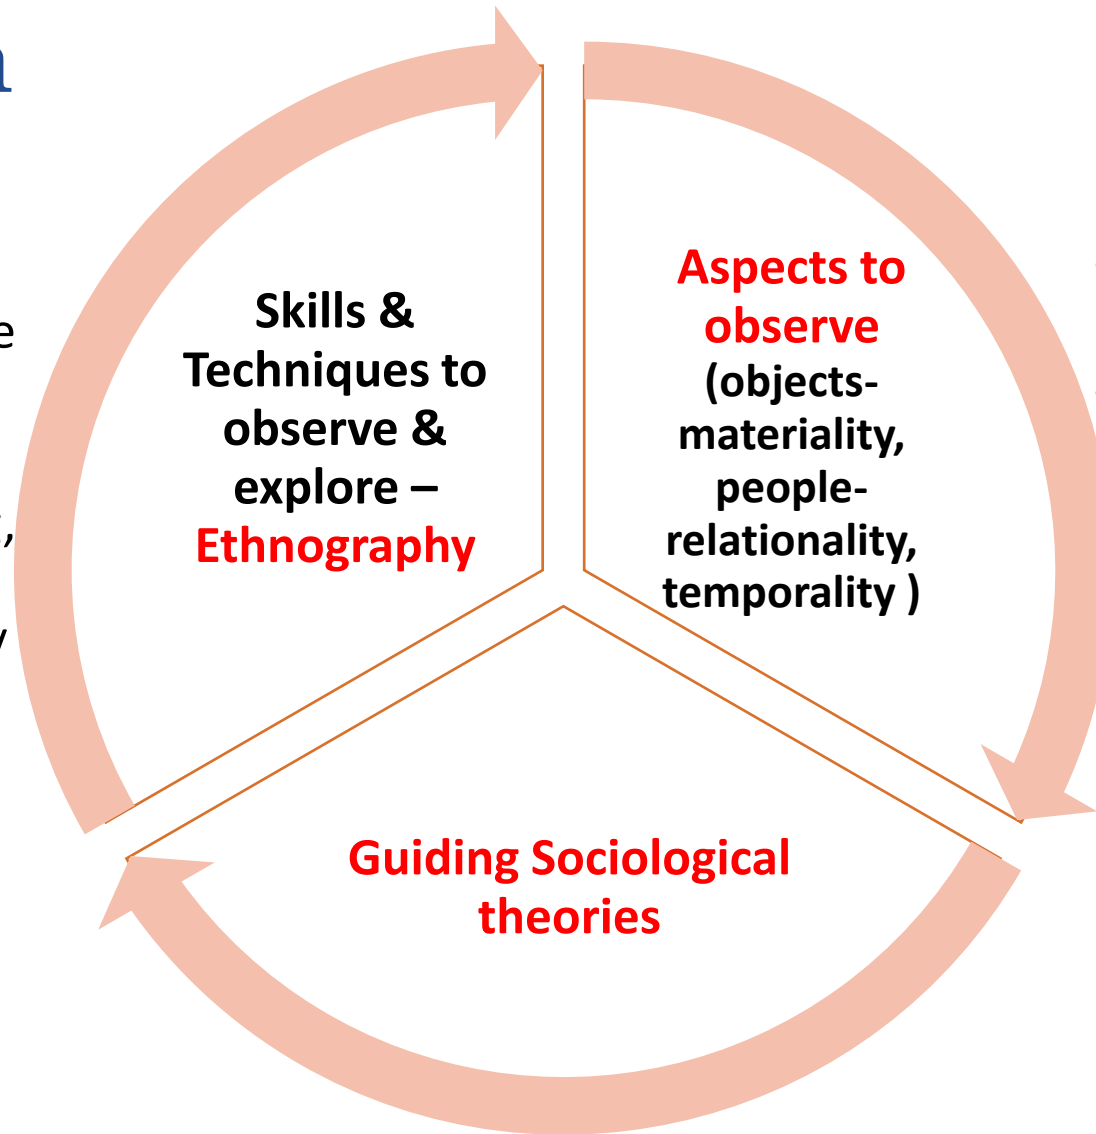 Skills &
Techniques to
observe &
explore –
Ethnography
Aspects to
observe
(objects-
materiality,
people-
relationality,
temporality )
Guiding Sociological
theories